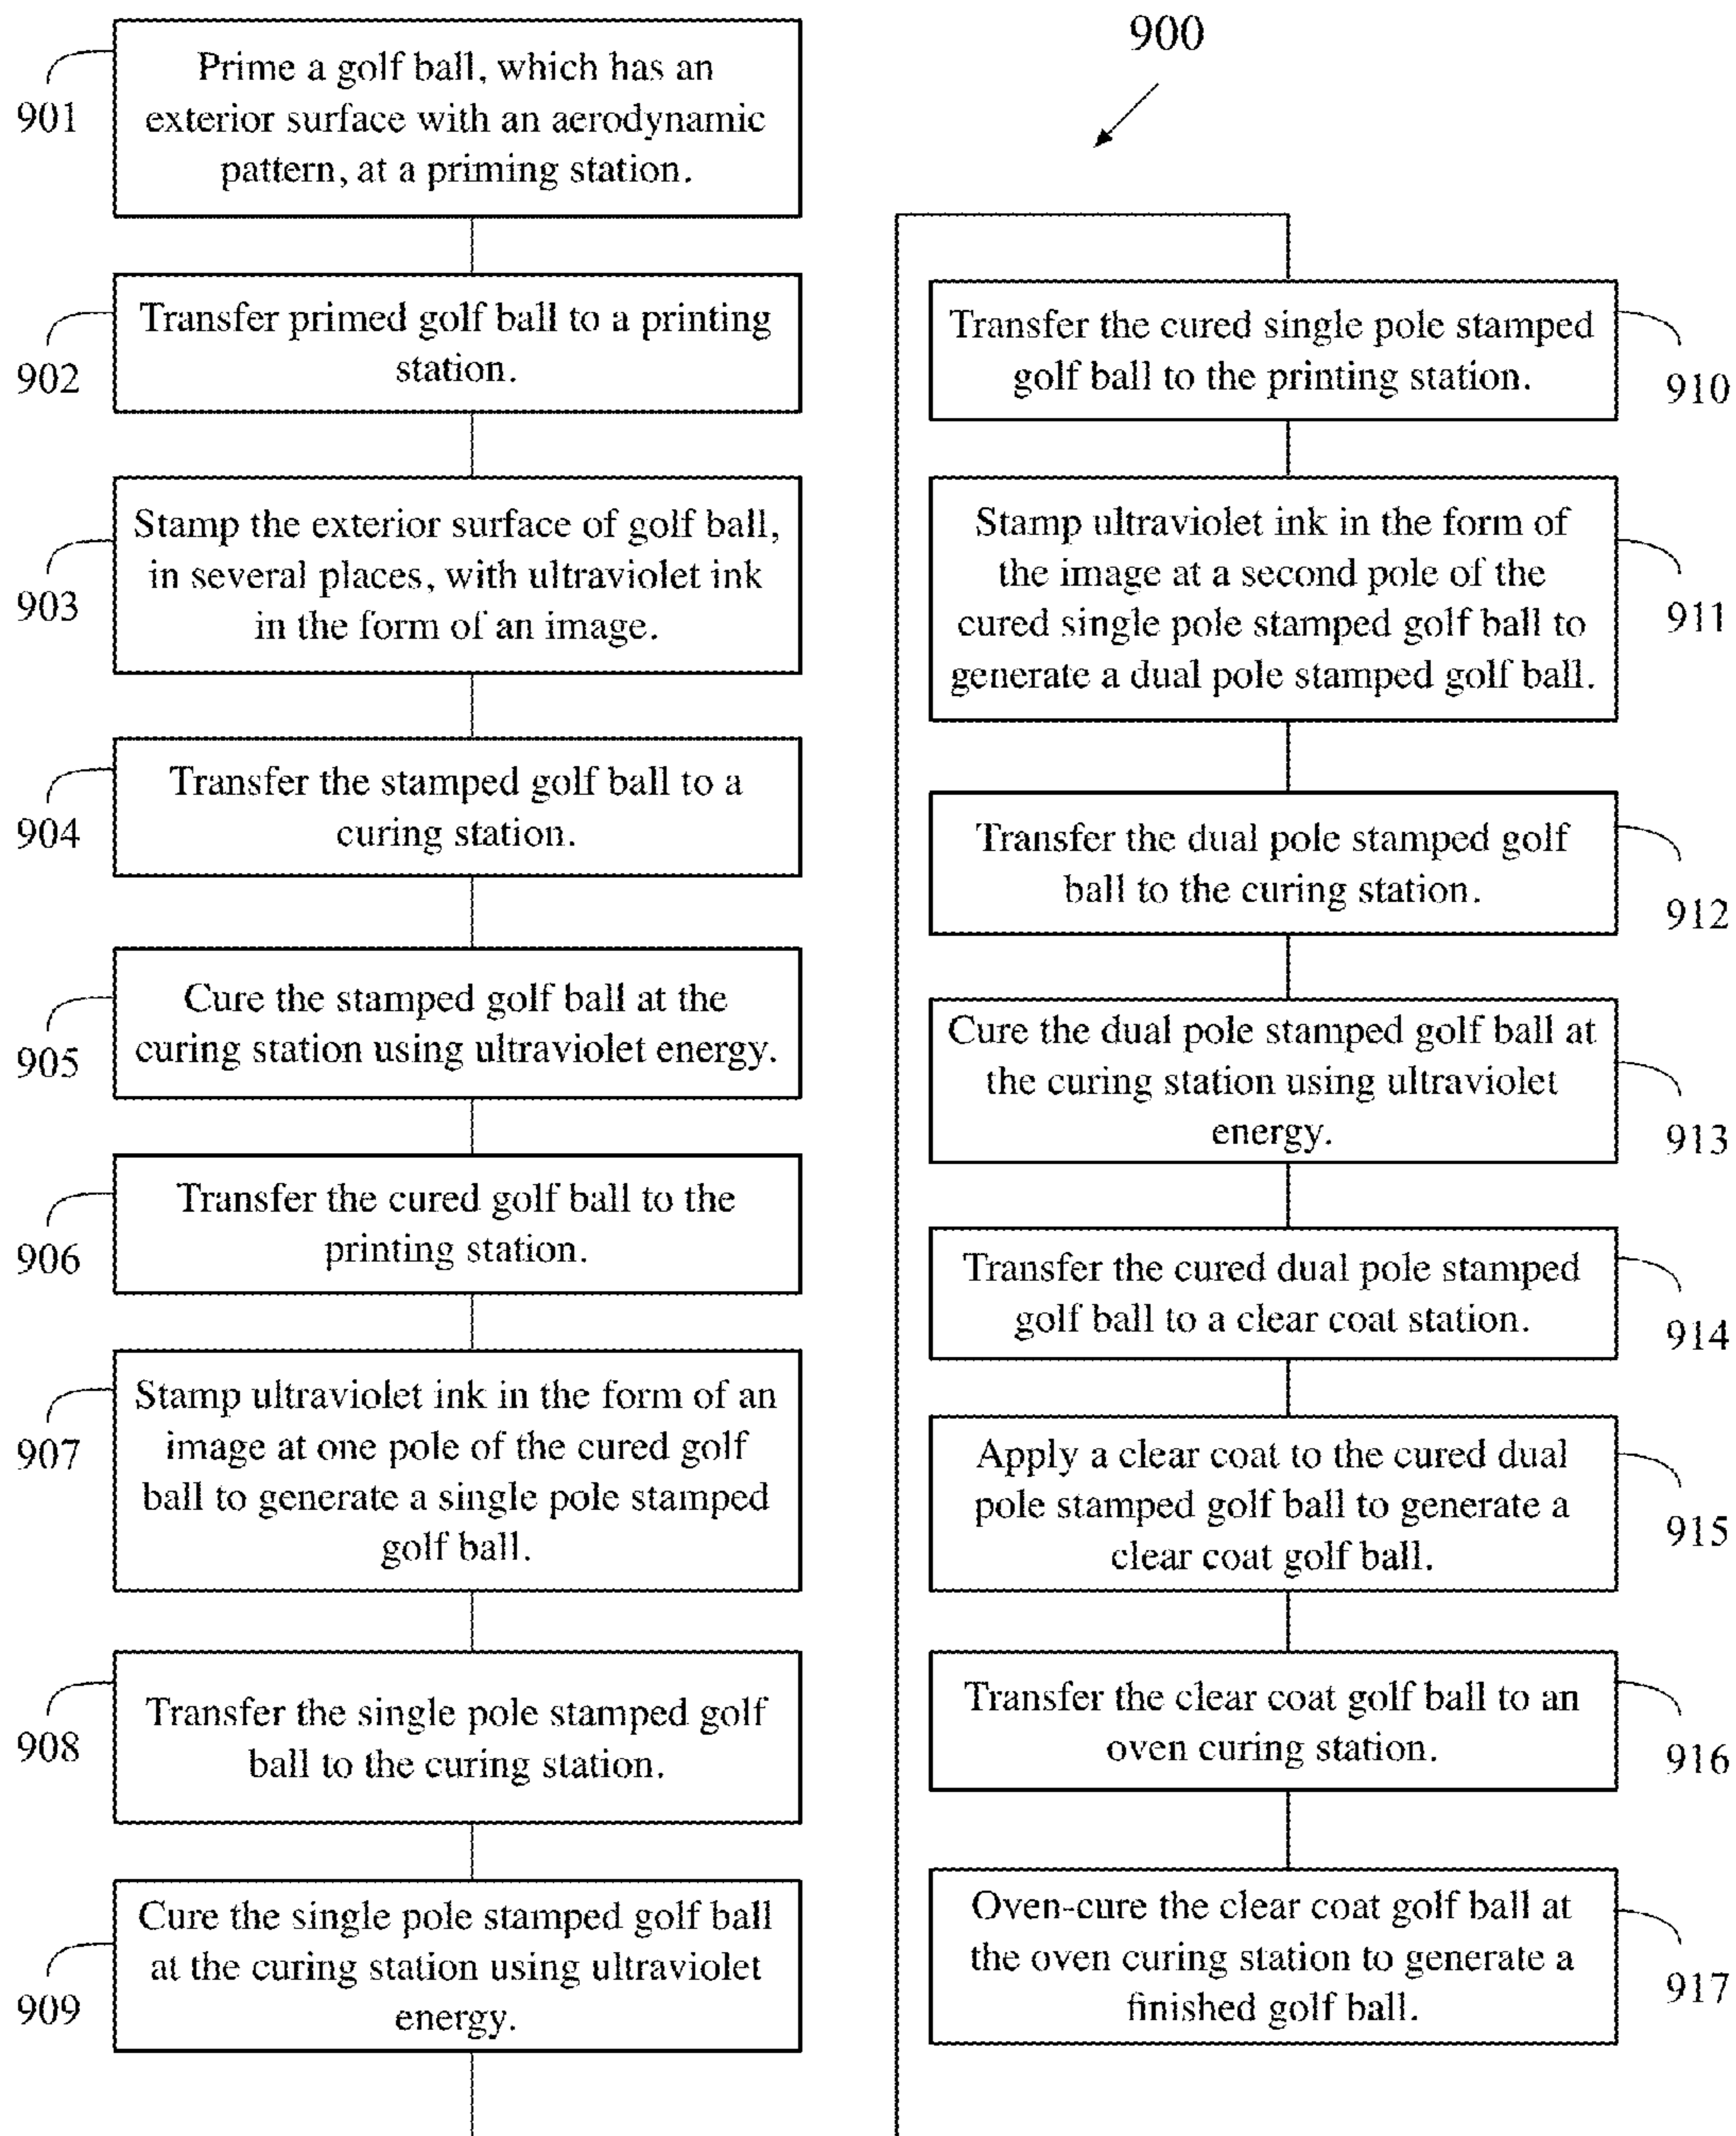 900
901
Prime a golf ball, which has an
exterior surface with an aerodynamic
pattern, at a priming station.
902
Transfer primed golf ball to a printing
station.
903
Stamp the exterior surface of golf ball,
in several places, with ultraviolet ink
in the form of an image.
904
Transfer the stamped golf ball to a
curing station.
905
Cure the stamped golf ball at the
curing station using ultraviolet energy.
906
Transfer the cured golf ball to the
printing station.
907
Stamp ultraviolet ink in the form of an
image at one pole of the cured golf
ball to generate a single pole stamped
golf ball.
908
Transfer the single pole stamped golf
ball to the curing station.
909
Cure the single pole stamped golf ball
at the curing station using ultraviolet
energy.
Transfer the cured single pole stamped
golf ball to the printing station.
910
Stamp ultraviolet ink in the form of
the image at a second pole of the
cured single pole stamped golf ball to
generate a dual pole stamped golf ball.
911
Transfer the dual pole stamped golf
ball to the curing station.
912
Cure the dual pole stamped golf ball at
the curing station using ultraviolet
energy.
913
Transfer the cured dual pole stamped
golf ball to a clear coat station.
914
Apply a clear coat to the cured dual
pole stamped golf ball to generate a
clear coat golf ball.
915
Transfer the clear coat golf ball to an
oven curing station.
916
Oven-cure the clear coat golf ball at
the oven curing station to generate a
finished golf ball.
917